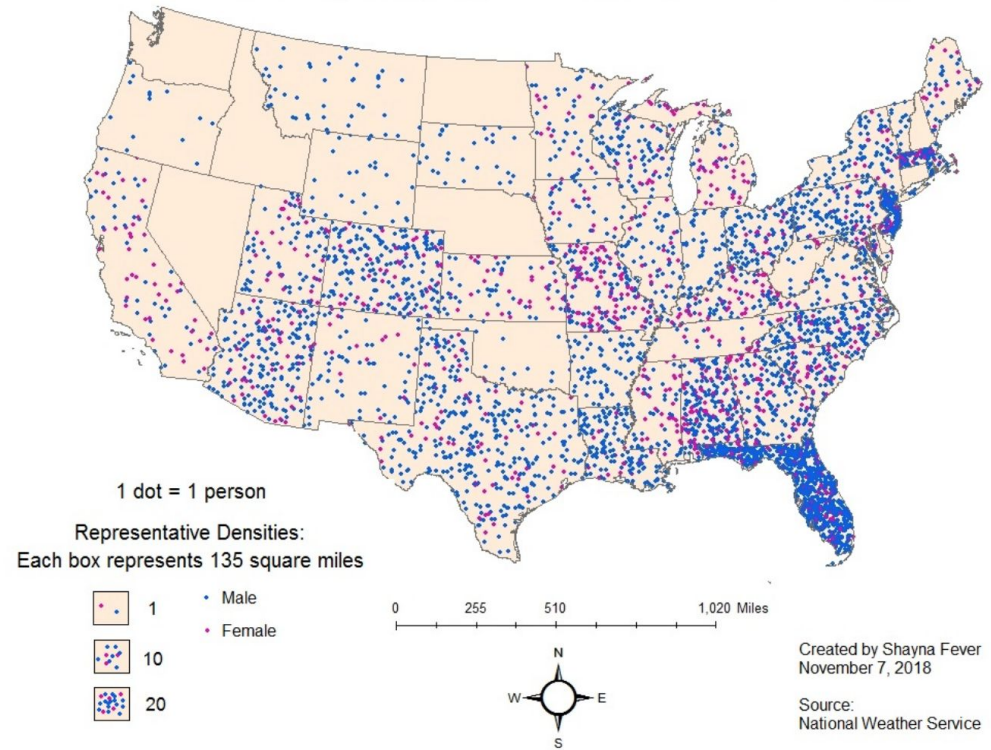 1 dot = 1 person
Representative Densities:
Each box represents 135 square miles
1
10
20
Male
Female
0 255 510 1,020 Miles
N
W E
S
Created by Shayna Fever
November 7, 2018
Source:
National Weather Service